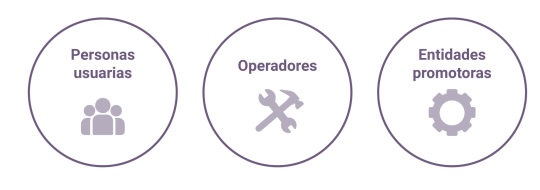 Personas
usuarias
Operadores
Entidades
promotoras